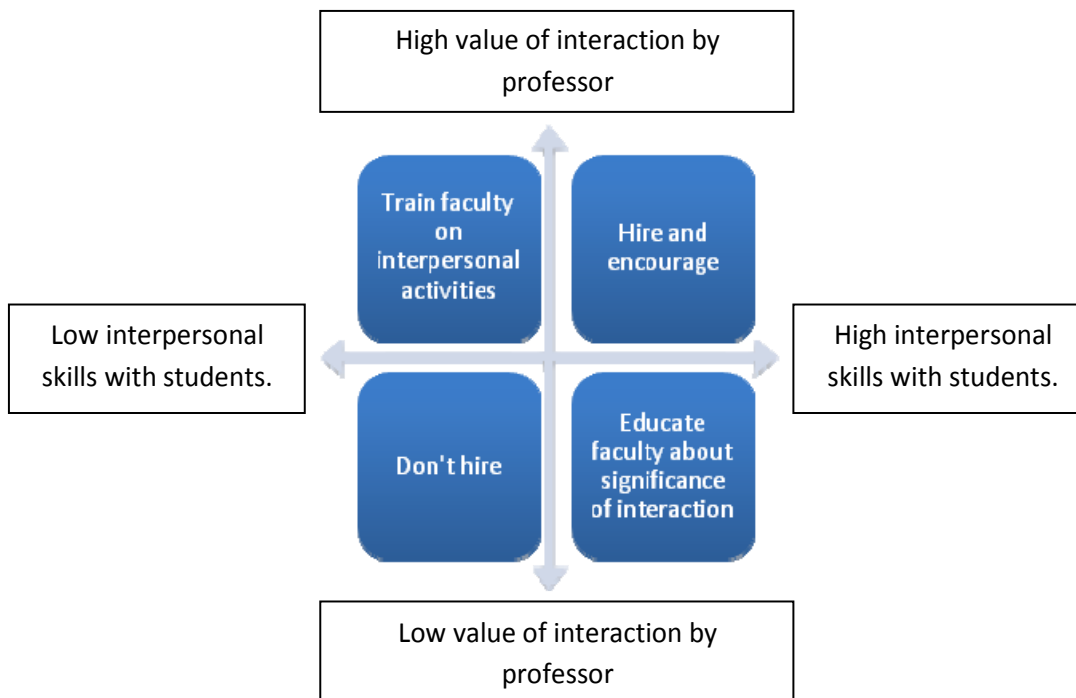 High value of interaction by
professor
Train faculty
on
interpersonal
activities
Hire and
encourage
Low interpersonal
skills with students.
High interpersonal
skills with students.
Don't hire
Educate
faculty about
significance
of interaction
Low value of interaction by
professor